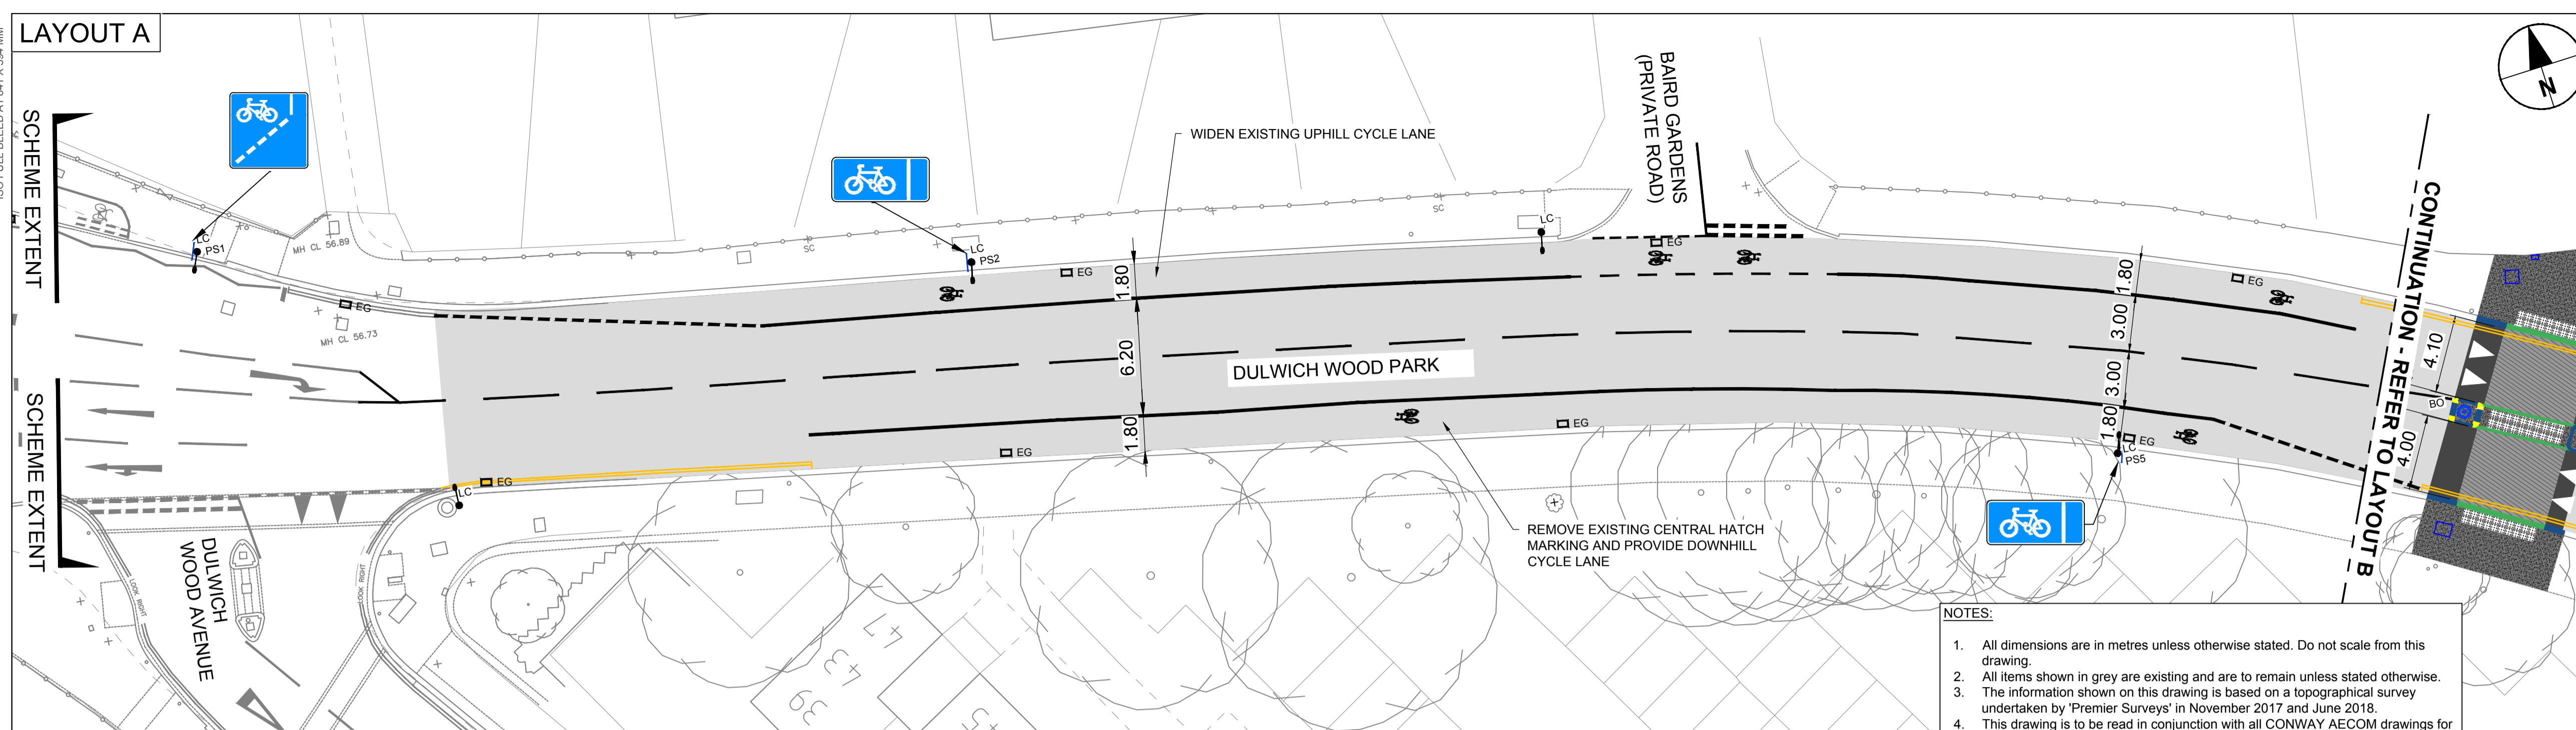 LAYOUT A
SCHEME EXTENT
SCHEME EXTENT
LC
PS1
MH CL 56.89
EG
MH CL 56.73
LC
PS2
EG
SC
WIDEN EXISTING UPHILL CYCLE LANE
SC
LC
BAIRD GARDENS
(PRIVATE ROAD)
EG
EG
N
CONTINUATION - REFER TO LAYOUT B
1.80
6.20
1.80
DULWICH WOOD PARK
1.80
3.00
3.00
1.80
4.10
BO
4.00
EG
LC
EG
EG
EG
LC
PS5
DULWICH
WOOD AVENUE
LOOK RIGHT
LOOK RIGHT
REMOVE EXISTING CENTRAL HATCH
MARKING AND PROVIDE DOWNHILL
CYCLE LANE
NOTES:
1. All dimensions are in metres unless otherwise stated. Do not scale from this
drawing.
2. All items shown in grey are existing and are to remain unless stated otherwise.
3. The information shown on this drawing is based on a topographical survey
undertaken by 'Premier Surveys' in November 2017 and June 2018.
4. This drawing is to be read in conjunction with all CONWAY AECOM drawings for